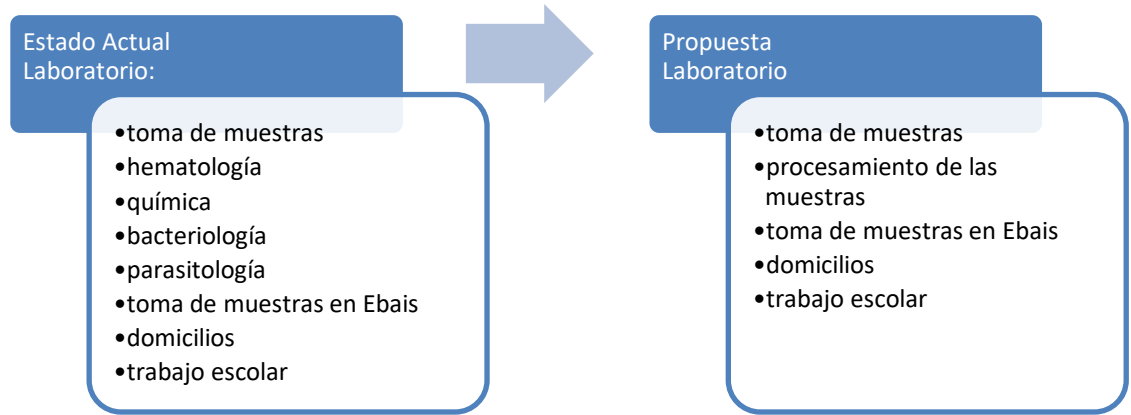 Estado Actual
Laboratorio:
•toma de muestras
•hematología
•química
•bacteriología
•parasitología
•toma de muestras en Ebais
•domicilios
•trabajo escolar
Propuesta
Laboratorio
•toma de muestras
•procesamiento de las
muestras
•toma de muestras en Ebais
•domicilios
•trabajo escolar